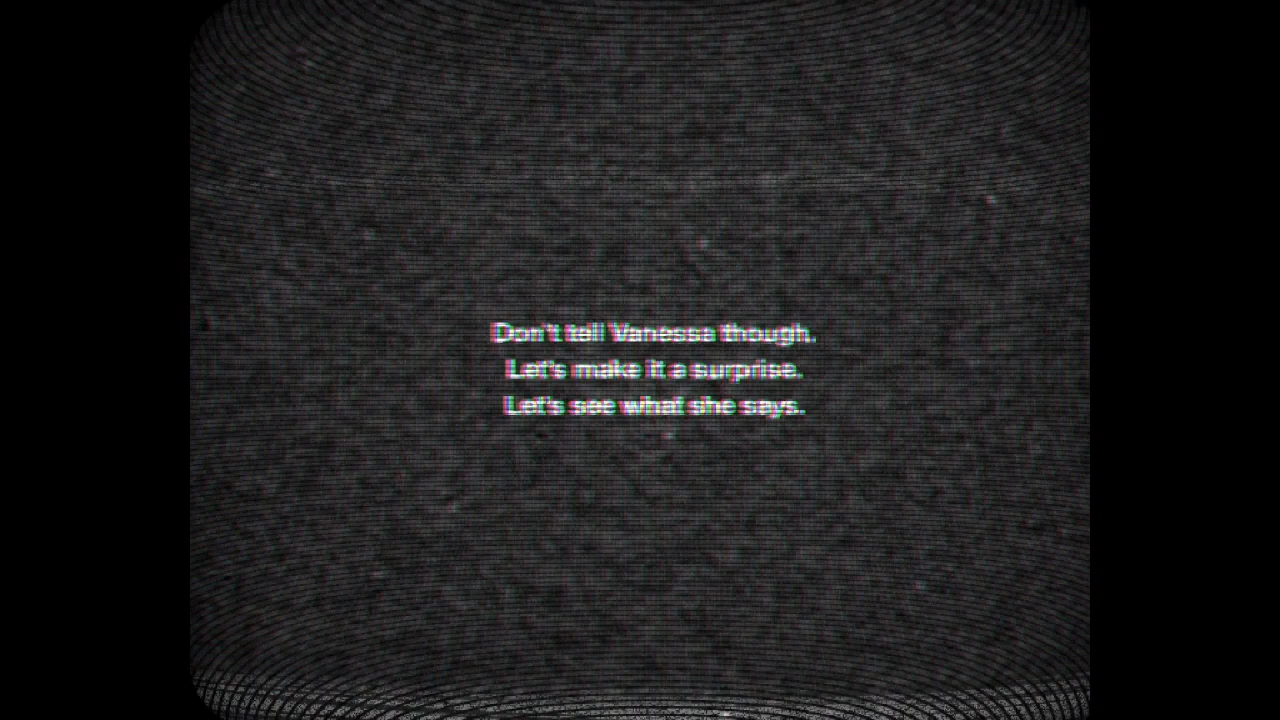 Don't tell Vanessa though.
Let's make it a surprise.
Let's see what she says.